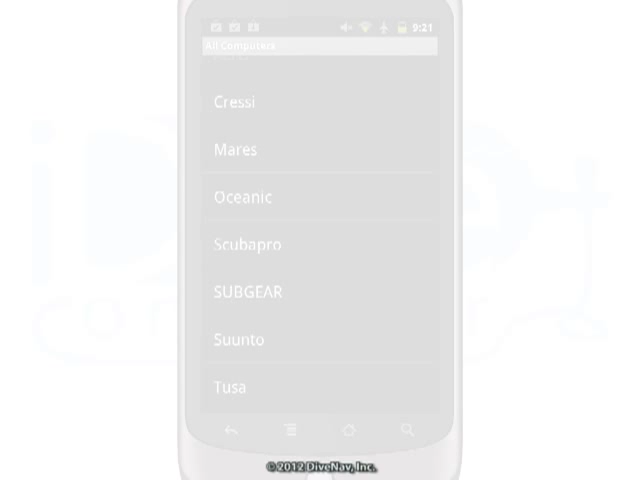 9:21
All Computers
Cressi
Mares
Oceanic
Scubapro
SUBGEAR
Suunto
Tusa
©2012 DiveNav, Inc.